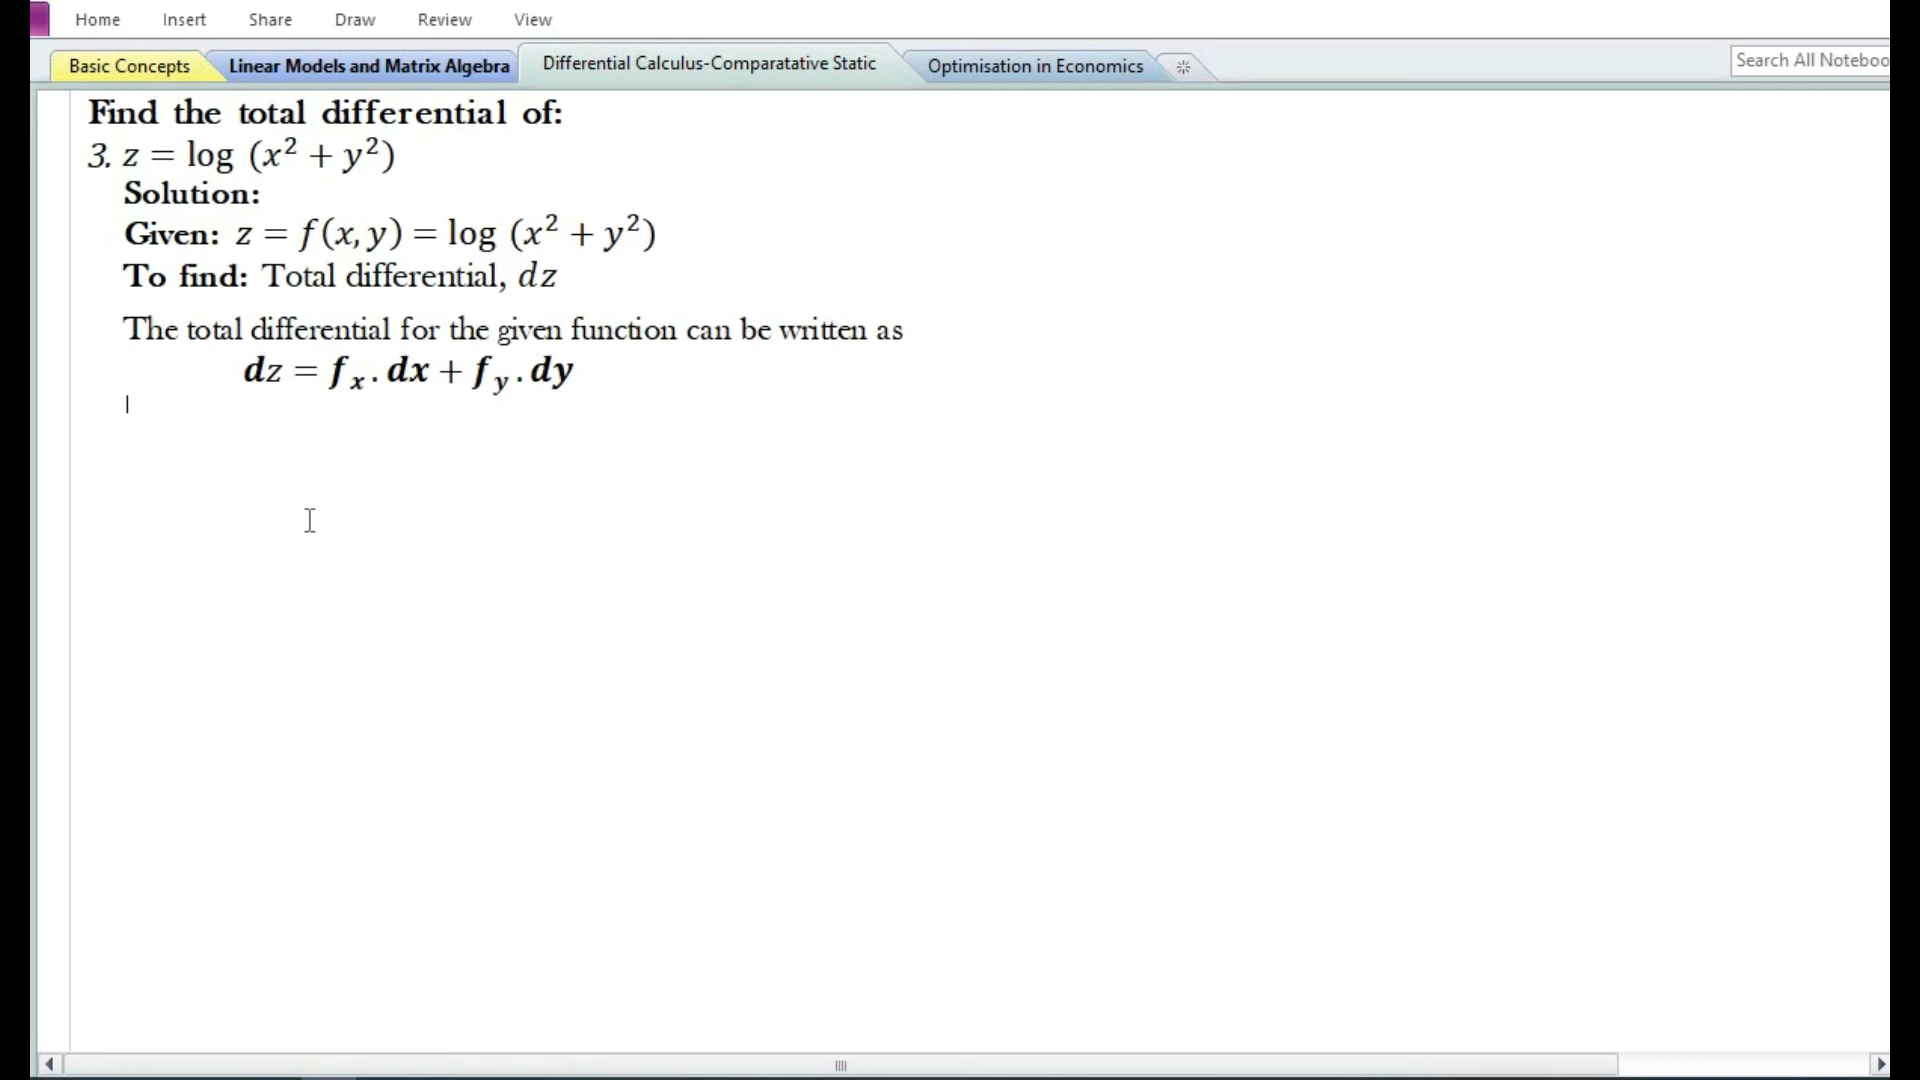 Home Insert Share Draw Review View
Basic Concepts Linear Models and Matrix Algebra Differential Calculus-Comparatative Static Optimisation in Economics Search All Noteboo
Find the total differential of:
3. z = log (x² + y²)
Solution:
Given: z = f(x, y) = log (x² + y²)
To find: Total differential, dz
The total differential for the given function can be written as
dz = fₓ. dx + f_y. dy